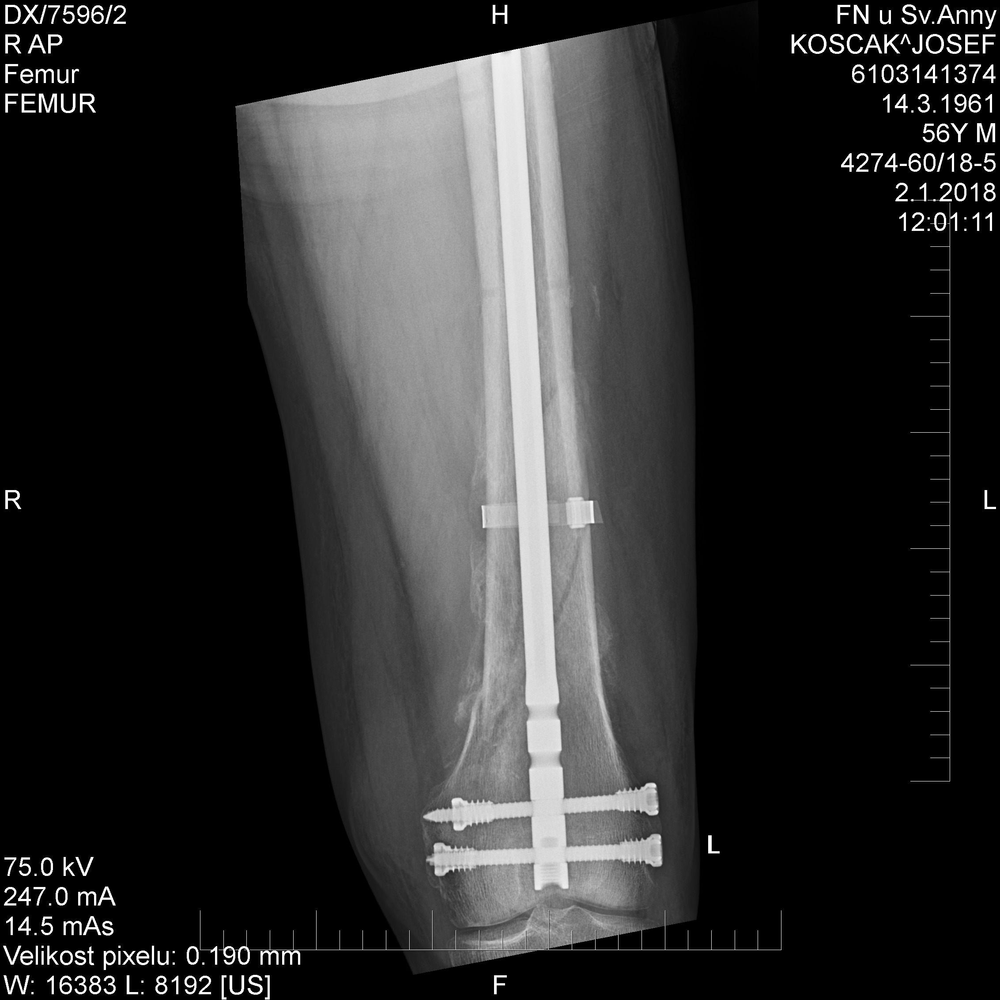 DX/7596/2
R AP
Femur
FEMUR
H
FN u Sv.Anny
KOSCAK^JOSEF
6103141374
14.3.1961
56Y M
4274-60/18-5
2.1.2018
12:01:11
R
L
L
75.0 kV
247.0 mA
14.5 mAs
Velikost pixelu: 0.190 mm
W: 16383 L: 8192 [US]
F